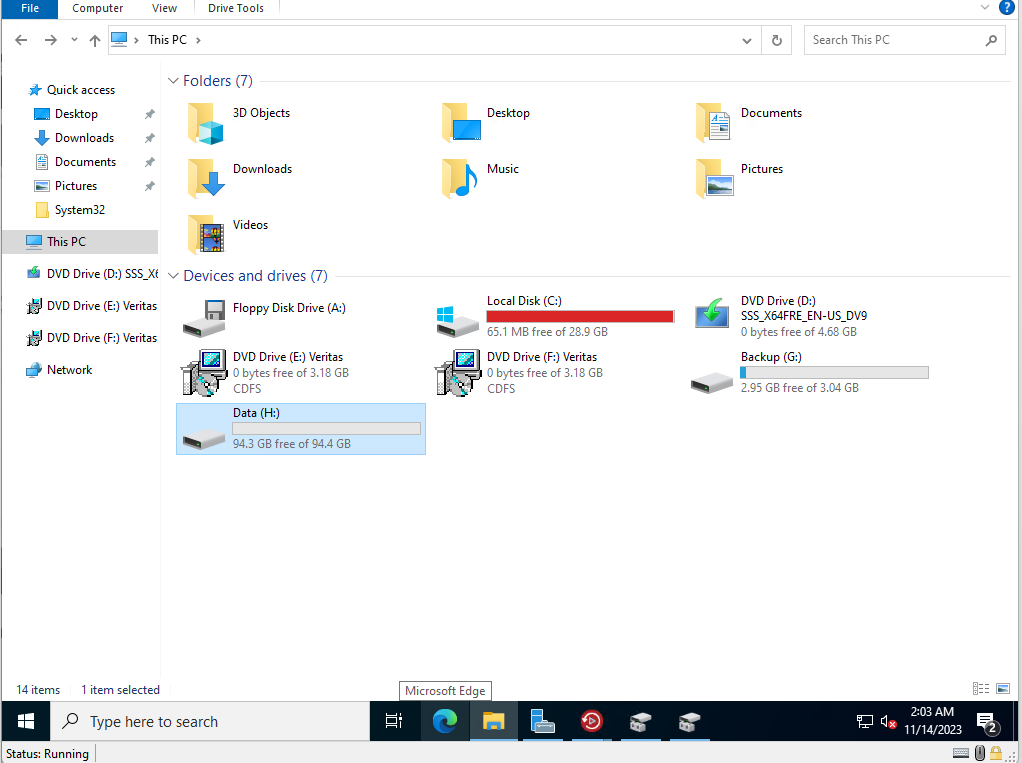 File Computer View Drive Tools
This PC
Search This PC
Quick access
Desktop
Downloads
Documents
Pictures
System32
This PC
DVD Drive (D:) SSS_X6
DVD Drive (E:) Veritas
DVD Drive (F:) Veritas
Network
Folders (7)
3D Objects
Desktop
Documents
Downloads
Music
Pictures
Videos
Devices and drives (7)
Floppy Disk Drive (A:)
Local Disk (C:)
65.1 MB free of 28.9 GB
DVD Drive (D:)
SSS_X64FRE_EN-US_DV9
0 bytes free of 4.68 GB
DVD Drive (E:) Veritas
0 bytes free of 3.18 GB
CDFS
DVD Drive (F:) Veritas
0 bytes free of 3.18 GB
CDFS
Backup (G:)
2.95 GB free of 3.04 GB
Data (H:)
94.3 GB free of 94.4 GB
14 items 1 item selected
Microsoft Edge
Type here to search
2:03 AM
11/14/2023
2
Status: Running